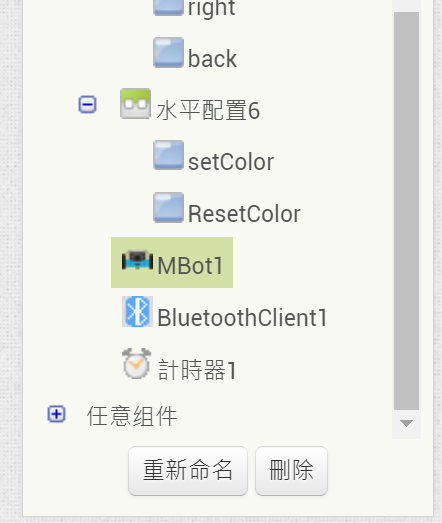 right
back
水平配置6
setColor
ResetColor
MBot1
BluetoothClient1
計時器1
任意组件
重新命名 刪除